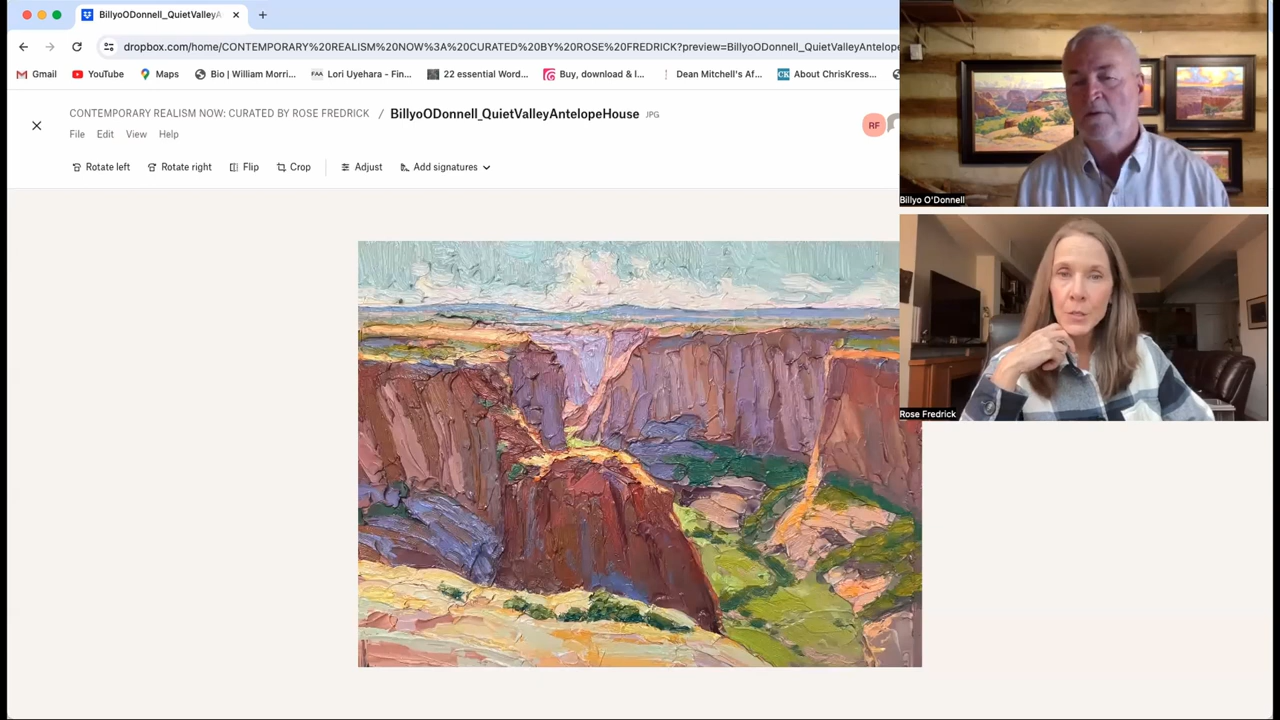 BillyoODonnell_QuietValleyA
dropbox.com/home/CONTEMPORARY%20REALISM%20NOW%3A%20CURATED%20BY%20ROSE%20FREDRICK?preview=BillyoODonnell_QuietValleyAntelope
Gmail YouTube Maps Bio | William Morri... FAA Lori Uyehara - Fin... 22 essential Word... Buy, download & l... Dean Mitchell's Af... CK About ChrisKress...
CONTEMPORARY REALISM NOW: CURATED BY ROSE FREDRICK / BillyoODonnell_QuietValleyAntelopeHouse JPG
RF
File Edit View Help
Rotate left Rotate right Flip Crop Adjust Add signatures
Billyo O'Donnell
Rose Fredrick